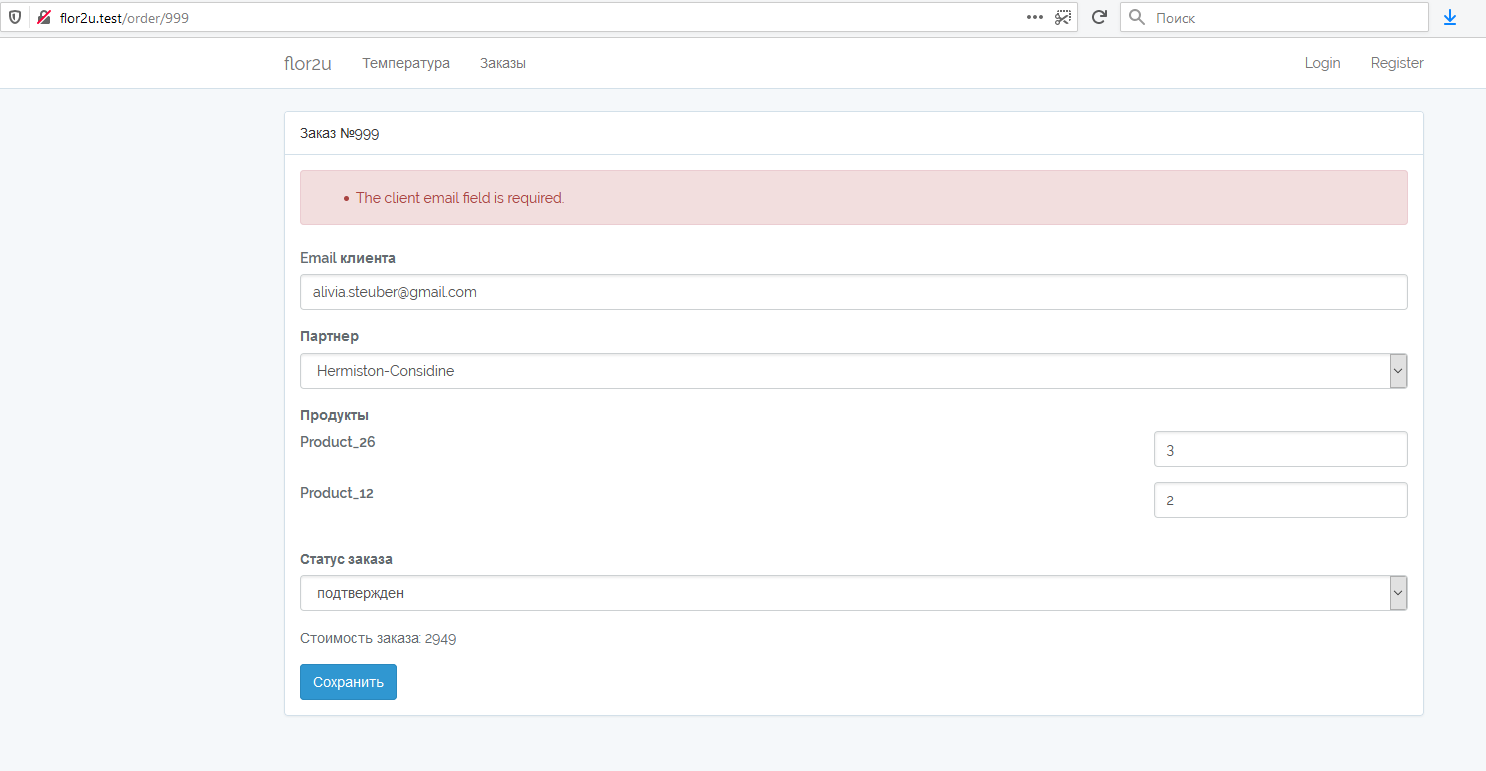 flor2u.test/order/999
Поиск
flor2u Температура Заказы Login Register
Заказ №999
The client email field is required.
Email клиента
alivia.steuber@gmail.com
Партнер
Hermiston-Considine
Продукты
Product_26 3
Product_12 2
Статус заказа
подтвержден
Стоимость заказа: 2949
Сохранить